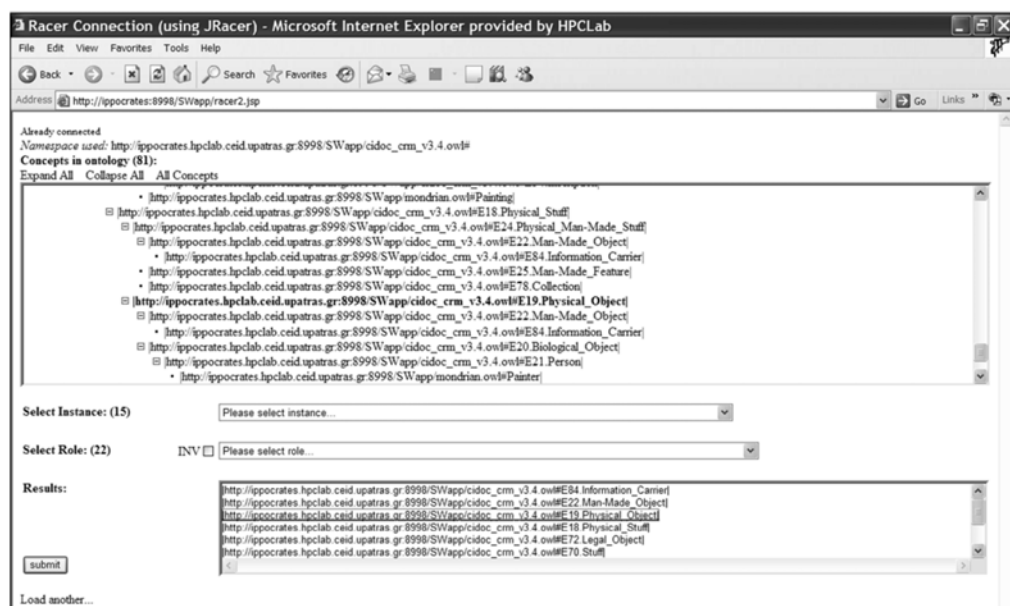 Racer Connection (using JRacer) - Microsoft Internet Explorer provided by HPCLab
File Edit View Favorites Tools Help
Back Search Favorites
Address http://ippocrates:8998/SWapp/racer2.jsp Go Links »
Already connected
Namespace used: http://ippocrates.hpclab.ceid.upatras.gr:8998/SWapp/cidoc_crm_v3.4.owl#
Concepts in ontology (81):
Expand All Collapse All All Concepts
• |http://ippocrates.hpclab.ceid.upatras.gr:8998/SWapp/mondrian.owl#Painting|
|http://ippocrates.hpclab.ceid.upatras.gr:8998/SWapp/cidoc_crm_v3.4.owl#E18.Physical_Stuff|
|http://ippocrates.hpclab.ceid.upatras.gr:8998/SWapp/cidoc_crm_v3.4.owl#E24.Physical_Man-Made_Stuff|
|http://ippocrates.hpclab.ceid.upatras.gr:8998/SWapp/cidoc_crm_v3.4.owl#E22.Man-Made_Object|
• |http://ippocrates.hpclab.ceid.upatras.gr:8998/SWapp/cidoc_crm_v3.4.owl#E84.Information_Carrier|
• |http://ippocrates.hpclab.ceid.upatras.gr:8998/SWapp/cidoc_crm_v3.4.owl#E25.Man-Made_Feature|
• |http://ippocrates.hpclab.ceid.upatras.gr:8998/SWapp/cidoc_crm_v3.4.owl#E78.Collection|
|http://ippocrates.hpclab.ceid.upatras.gr:8998/SWapp/cidoc_crm_v3.4.owl#E19.Physical_Object|
|http://ippocrates.hpclab.ceid.upatras.gr:8998/SWapp/cidoc_crm_v3.4.owl#E22.Man-Made_Object|
• |http://ippocrates.hpclab.ceid.upatras.gr:8998/SWapp/cidoc_crm_v3.4.owl#E84.Information_Carrier|
|http://ippocrates.hpclab.ceid.upatras.gr:8998/SWapp/cidoc_crm_v3.4.owl#E20.Biological_Object|
|http://ippocrates.hpclab.ceid.upatras.gr:8998/SWapp/cidoc_crm_v3.4.owl#E21.Person|
• |http://ippocrates.hpclab.ceid.upatras.gr:8998/SWapp/mondrian.owl#Painter|
Select Instance: (15) Please select instance...
Select Role: (22) INV Please select role...
Results: |http://ippocrates.hpclab.ceid.upatras.gr:8998/SWapp/cidoc_crm_v3.4.owl#E84.Information_Carrier|
|http://ippocrates.hpclab.ceid.upatras.gr:8998/SWapp/cidoc_crm_v3.4.owl#E22.Man-Made_Object|
|http://ippocrates.hpclab.ceid.upatras.gr:8998/SWapp/cidoc_crm_v3.4.owl#E19.Physical_Object|
|http://ippocrates.hpclab.ceid.upatras.gr:8998/SWapp/cidoc_crm_v3.4.owl#E18.Physical_Stuff|
|http://ippocrates.hpclab.ceid.upatras.gr:8998/SWapp/cidoc_crm_v3.4.owl#E72.Legal_Object|
|http://ippocrates.hpclab.ceid.upatras.gr:8998/SWapp/cidoc_crm_v3.4.owl#E70.Stuff|
submit
Load another...